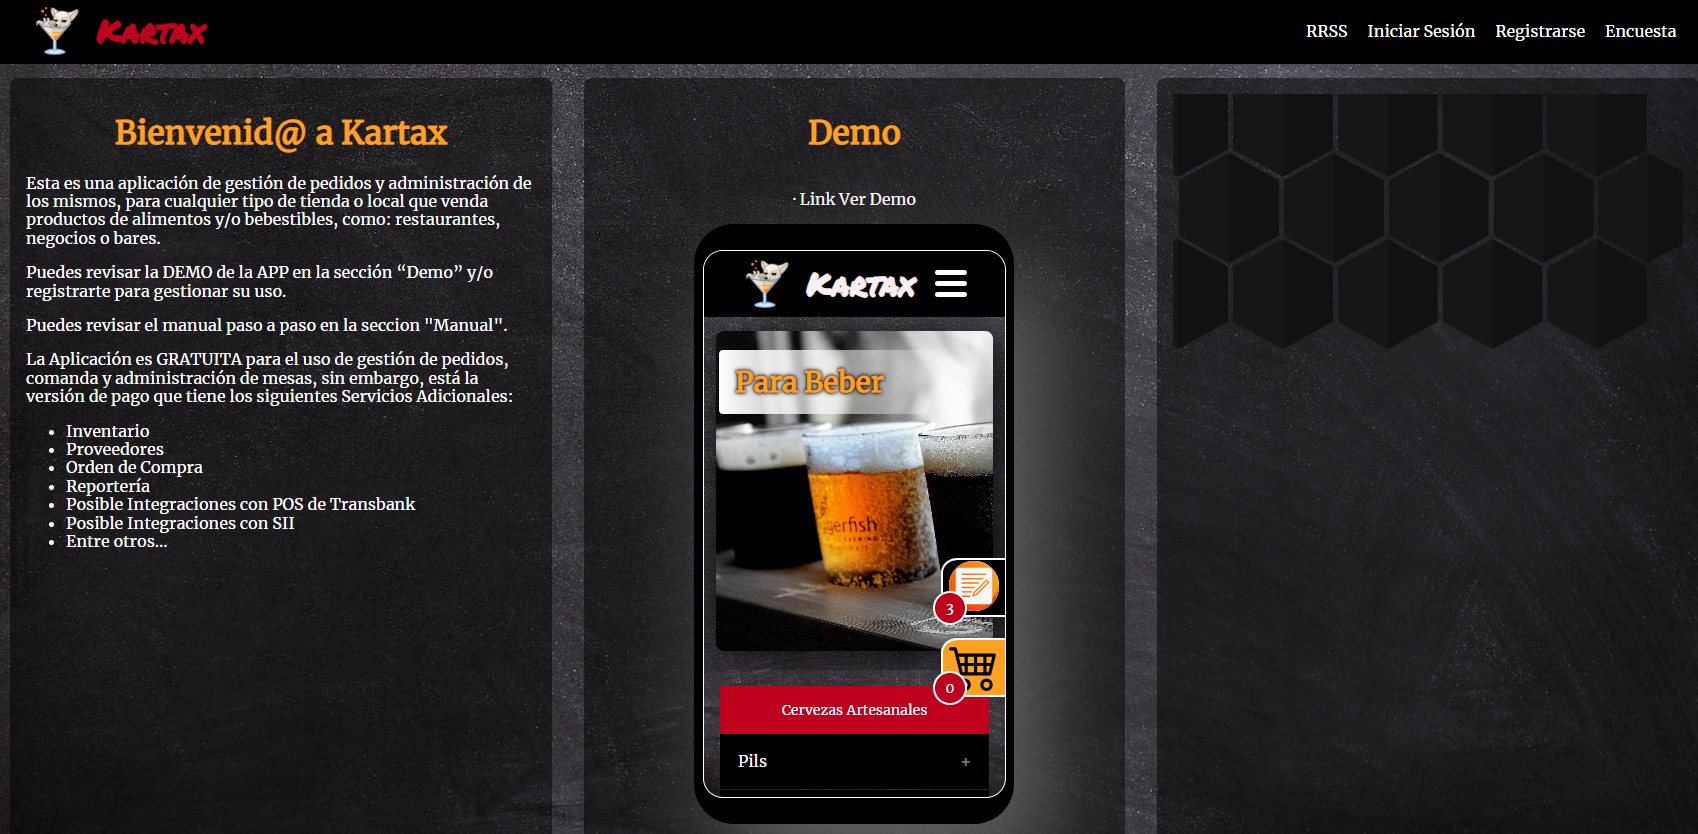 Kartax
RRSS Iniciar Sesión Registrarse Encuesta
Bienvenid@ a Kartax
Esta es una aplicación de gestión de pedidos y administración de
los mismos, para cualquier tipo de tienda o local que venda
productos de alimentos y/o bebestibles, como: restaurantes,
negocios o bares.
Puedes revisar la DEMO de la APP en la sección “Demo” y/o
registrarte para gestionar su uso.
Puedes revisar el manual paso a paso en la seccion "Manual".
La Aplicación es GRATUITA para el uso de gestión de pedidos,
comanda y administración de mesas, sin embargo, está la
versión de pago que tiene los siguientes Servicios Adicionales:
• Inventario
• Proveedores
• Orden de Compra
• Reportería
• Posible Integraciones con POS de Transbank
• Posible Integraciones con SII
• Entre otros...
Demo
· Link Ver Demo
Kartax
Para Beber
3
0
Cervezas Artesanales
Pils +